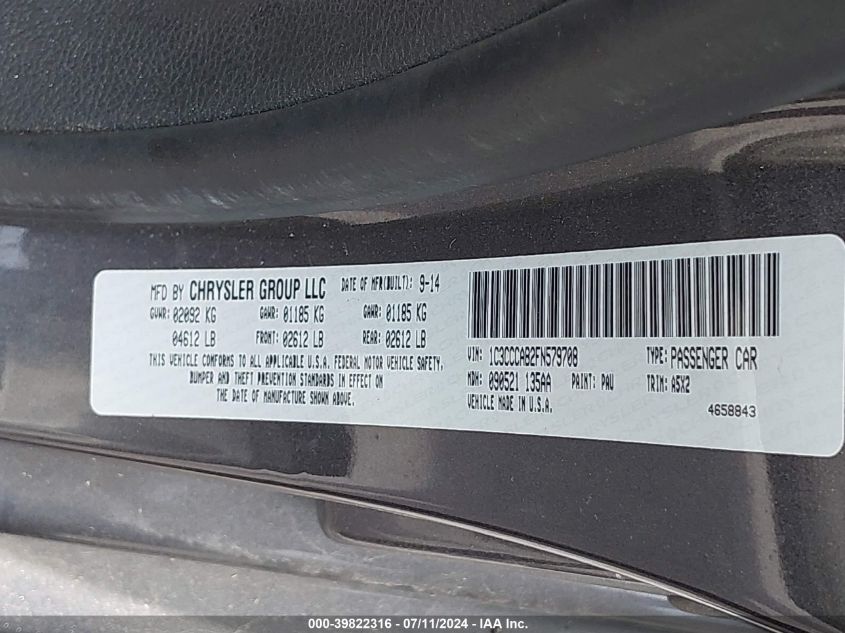 MFD BY CHRYSLER GROUP LLC DATE OF MFR(BUILT): 9-14
GVWR: 02092 KG GAWR: 01185 KG GAWR: 01185 KG
04612 LB FRONT: 02612 LB REAR: 02612 LB
THIS VEHICLE CONFORMS TO ALL APPLICABLE U.S.A. FEDERAL MOTOR VEHICLE SAFETY,
BUMPER AND THEFT PREVENTION STANDARDS IN EFFECT ON
THE DATE OF MANUFACTURE SHOWN ABOVE.
VIN: 1C3CCCAB2FN579708 TYPE: PASSENGER CAR
MDH: 090521 135AA PAINT: PAU TRIM: A5X2
VEHICLE MADE IN U.S.A. 4658843
000-39822316 - 07/11/2024 - IAA Inc.